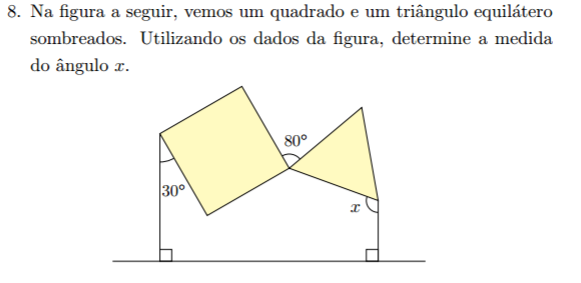 8. Na figura a seguir, vemos um quadrado e um triângulo equilátero
sombreados. Utilizando os dados da figura, determine a medida
do ângulo x.
80°
30°
x